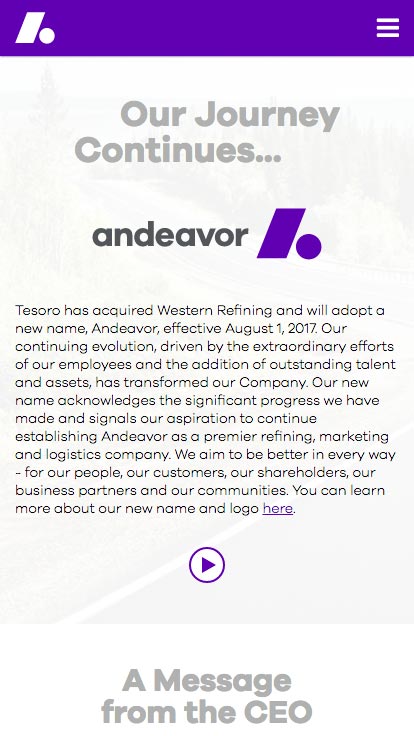 Our Journey
Continues...
andeavor
Tesoro has acquired Western Refining and will adopt a
new name, Andeavor, effective August 1, 2017. Our
continuing evolution, driven by the extraordinary efforts
of our employees and the addition of outstanding talent
and assets, has transformed our Company. Our new
name acknowledges the significant progress we have
made and signals our aspiration to continue
establishing Andeavor as a premier refining, marketing
and logistics company. We aim to be better in every way
- for our people, our customers, our shareholders, our
business partners and our communities. You can learn
more about our new name and logo here.
A Message
from the CEO